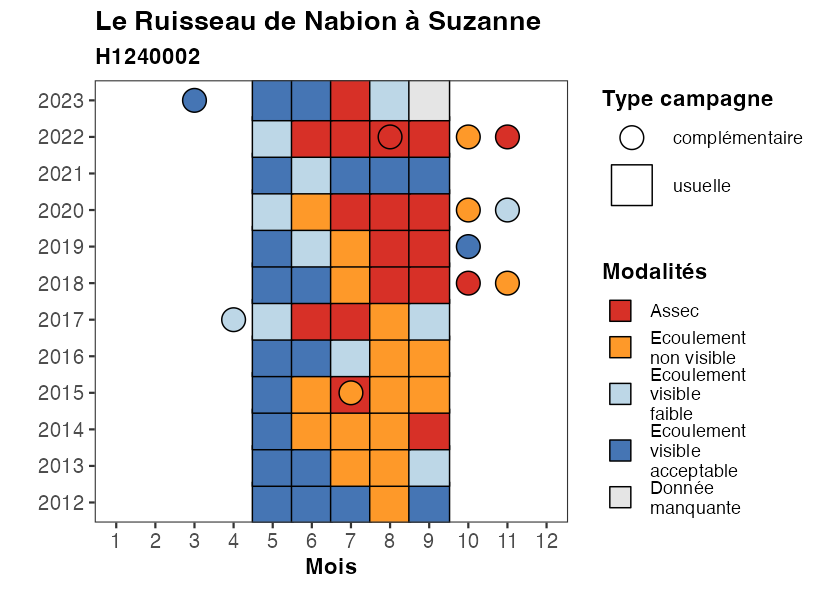 Le Ruisseau de Nabion à Suzanne
H1240002
2023
2022
2021
2020
2019
2018
2017
2016
2015
2014
2013
2012
1 2 3 4 5 6 7 8 9 10 11 12
Mois
Type campagne
complémentaire
usuelle
Modalités
Assec
Ecoulement
non visible
Ecoulement
visible
faible
Ecoulement
visible
acceptable
Donnée
manquante